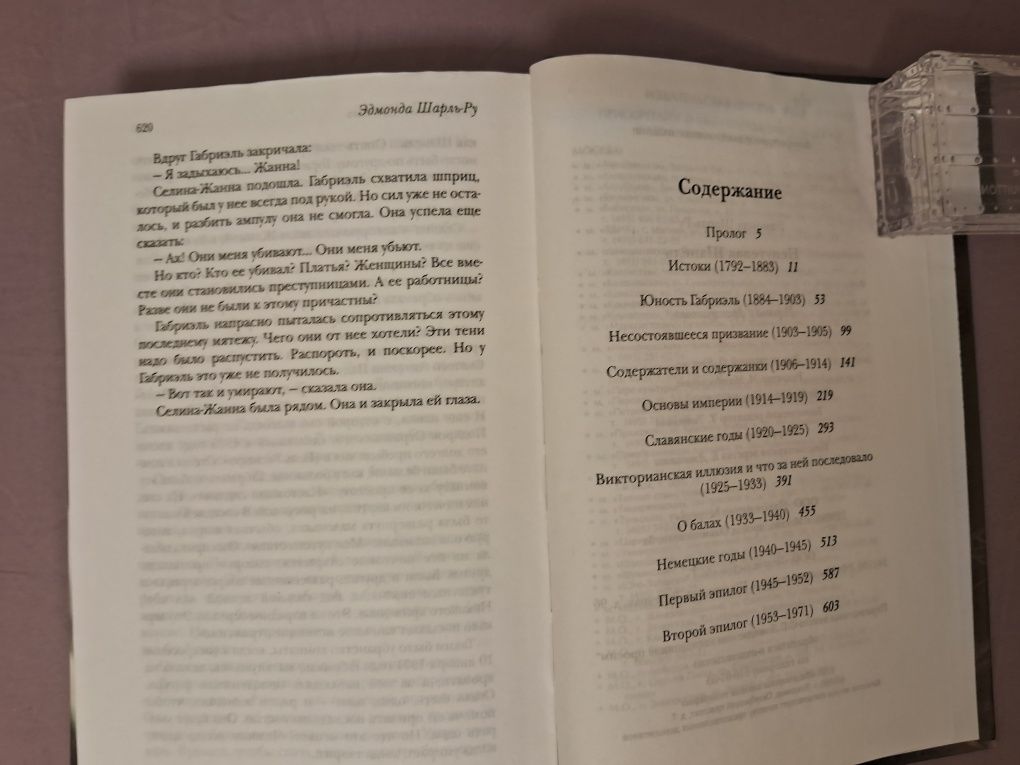 620
Эдмонда Шарль-Ру
Вдруг Габриэль закричала:
– Я задыхаюсь... Жанна!
Селина-Жанна подошла. Габриэль схватила шприц,
который был у нее всегда под рукой. Но сил уже не оста-
лось, и разбить ампулу она не смогла. Она успела еще
сказать:
– Ах! Они меня убивают... Они меня убьют.
Но кто? Кто ее убивал? Платья? Женщины? Все вме-
сте они становились преступницами. А ее работницы?
Разве они не были к этому причастны?
Габриэль напрасно пыталась сопротивляться этому
последнему мятежу. Чего они от нее хотели? Эти тени
надо было распустить. Распороть, и поскорее. Но у
Габриэль это уже не получилось.
– Вот так и умирают, – сказала она.
Селина-Жанна была рядом. Она и закрыла ей глаза.
Содержание
Пролог 5
Истоки (1792–1883) 11
Юность Габриэль (1884–1903) 53
Несостоявшееся призвание (1903–1905) 99
Содержатели и содержанки (1906–1914) 141
Основы империи (1914–1919) 219
Славянские годы (1920–1925) 293
Викторианская иллюзия и что за ней последовало
(1925–1933) 391
О балах (1933–1940) 455
Немецкие годы (1940–1945) 513
Первый эпилог (1945–1952) 587
Второй эпилог (1953–1971) 603